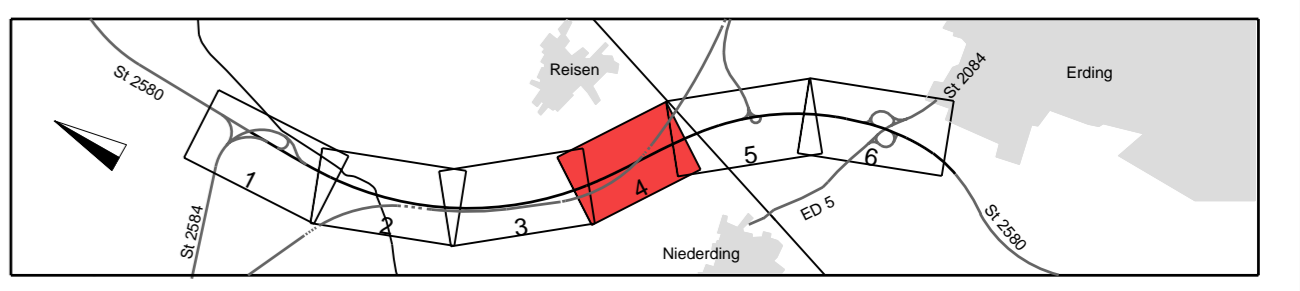 St 2580
Reisen
St 2084
Erding
1
2
3
4
5
6
St 2584
ED 5
Niederding
St 2580